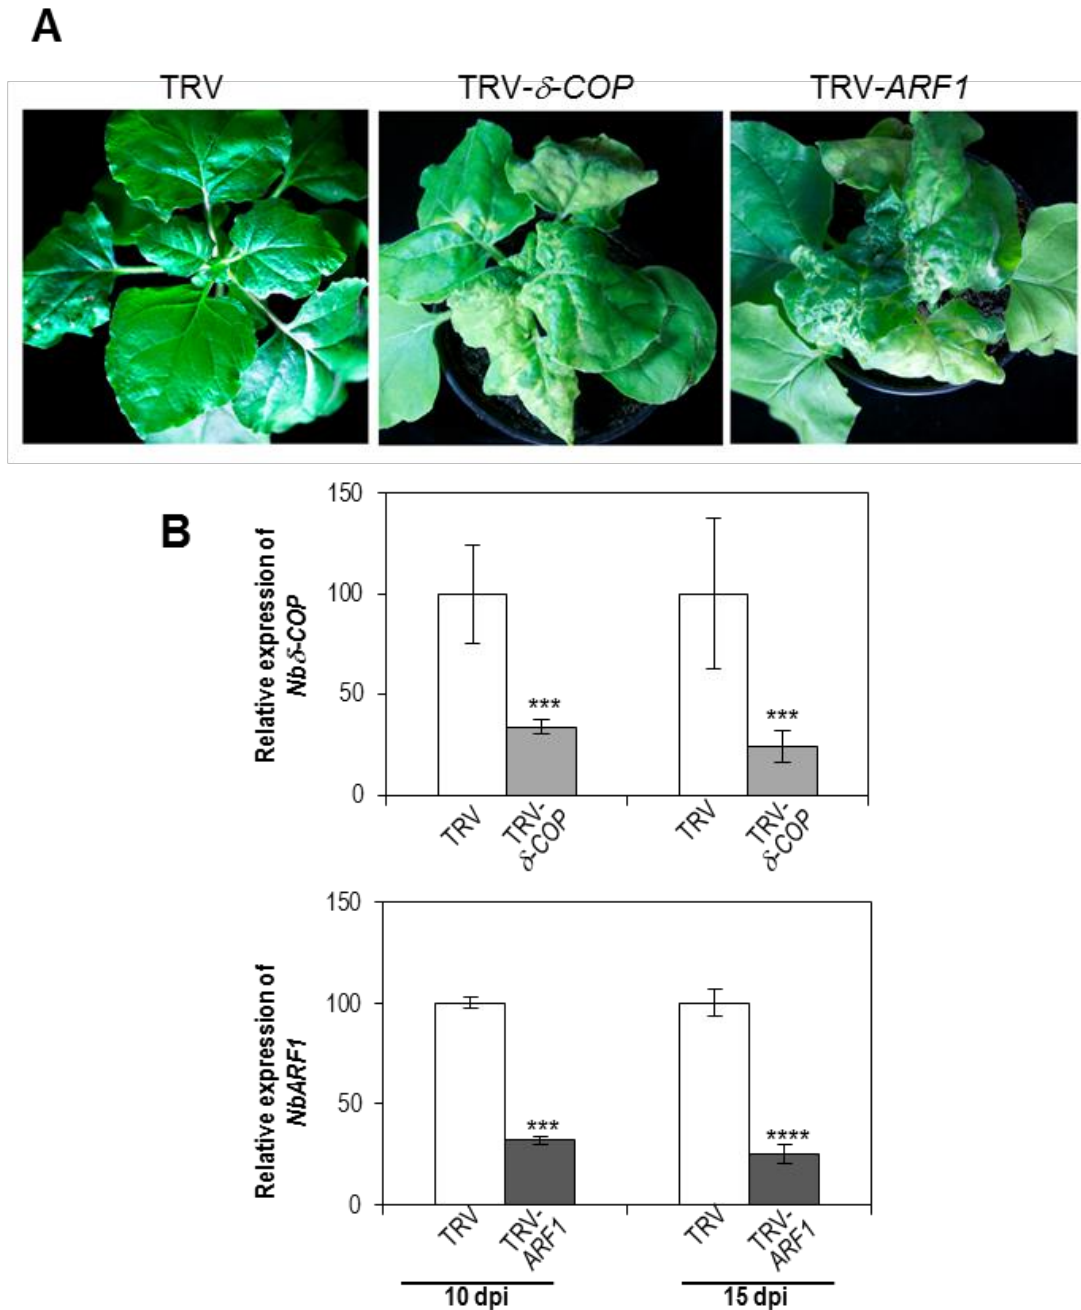 A
TRV TRV-δ-COP TRV-ARF1
B
Relative expression of
Nbδ-COP
150
100
50
0
***
***
TRV
TRV-
δ-COP
TRV
TRV-
δ-COP
Relative expression of
NbARF1
150
100
50
0
***
****
TRV
TRV-
ARF1
TRV
TRV-
ARF1
10 dpi 15 dpi